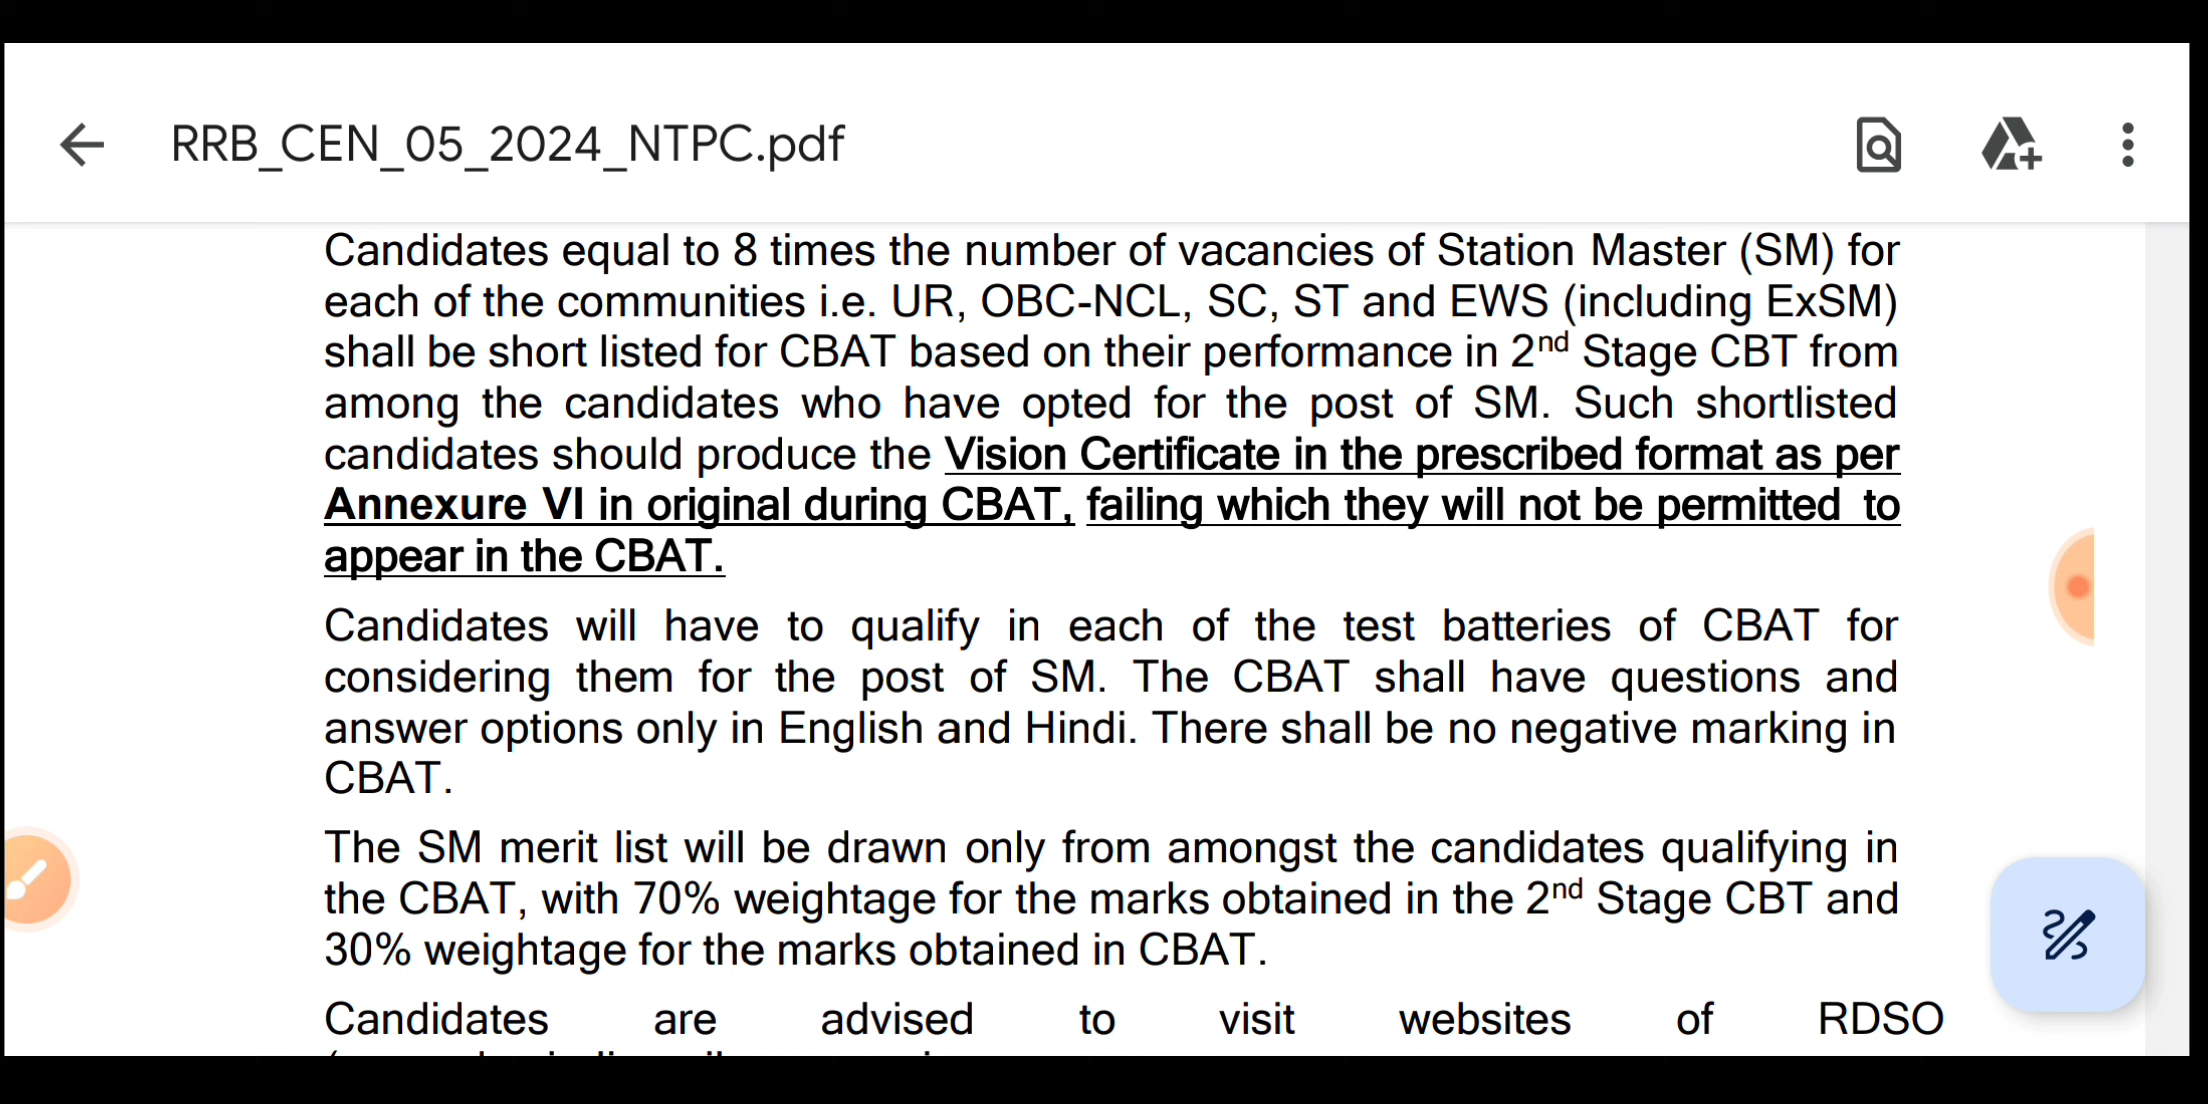 RRB_CEN_05_2024_NTPC.pdf
Candidates equal to 8 times the number of vacancies of Station Master (SM) for
each of the communities i.e. UR, OBC-NCL, SC, ST and EWS (including ExSM)
shall be short listed for CBAT based on their performance in 2nd Stage CBT from
among the candidates who have opted for the post of SM. Such shortlisted
candidates should produce the Vision Certificate in the prescribed format as per
Annexure VI in original during CBAT, failing which they will not be permitted to
appear in the CBAT.
Candidates will have to qualify in each of the test batteries of CBAT for
considering them for the post of SM. The CBAT shall have questions and
answer options only in English and Hindi. There shall be no negative marking in
CBAT.
The SM merit list will be drawn only from amongst the candidates qualifying in
the CBAT, with 70% weightage for the marks obtained in the 2nd Stage CBT and
30% weightage for the marks obtained in CBAT.
Candidates are advised to visit websites of RDSO